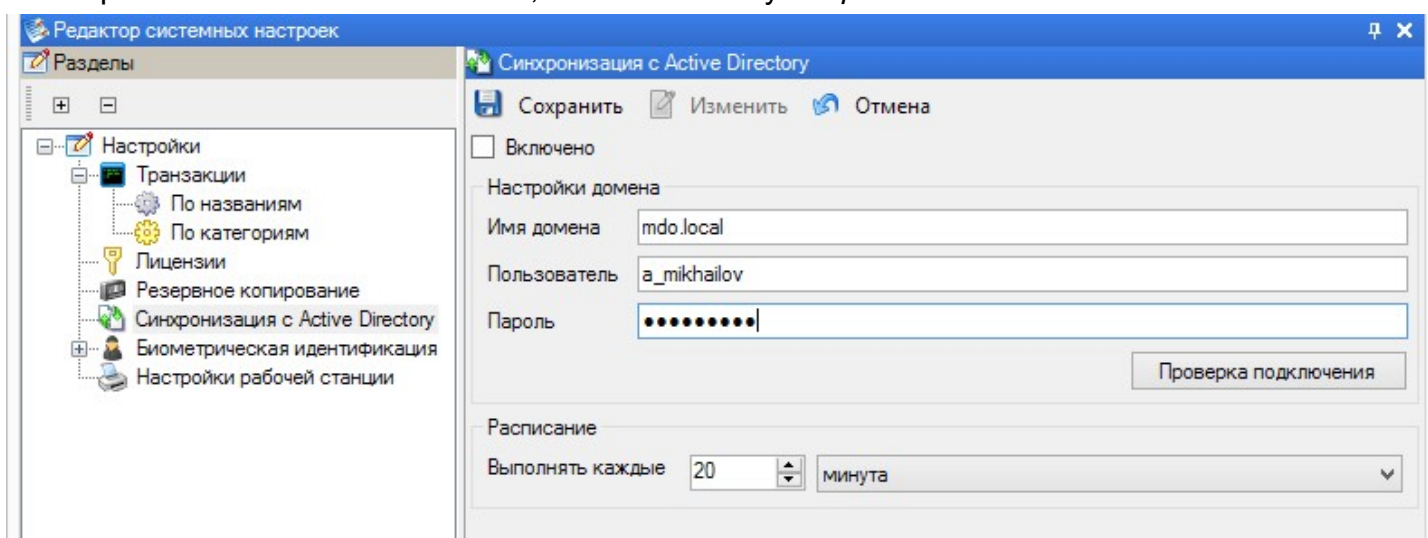 Редактор системных настроек
Разделы
Настройки
Транзакции
По названиям
По категориям
Лицензии
Резервное копирование
Синхронизация с Active Directory
Биометрическая идентификация
Настройки рабочей станции
Синхронизация с Active Directory
Сохранить Изменить Отмена
Включено
Настройки домена
Имя домена mdo.local
Пользователь a_mikhailov
Пароль ●●●●●●●●●
Проверка подключения
Расписание
Выполнять каждые 20 минута